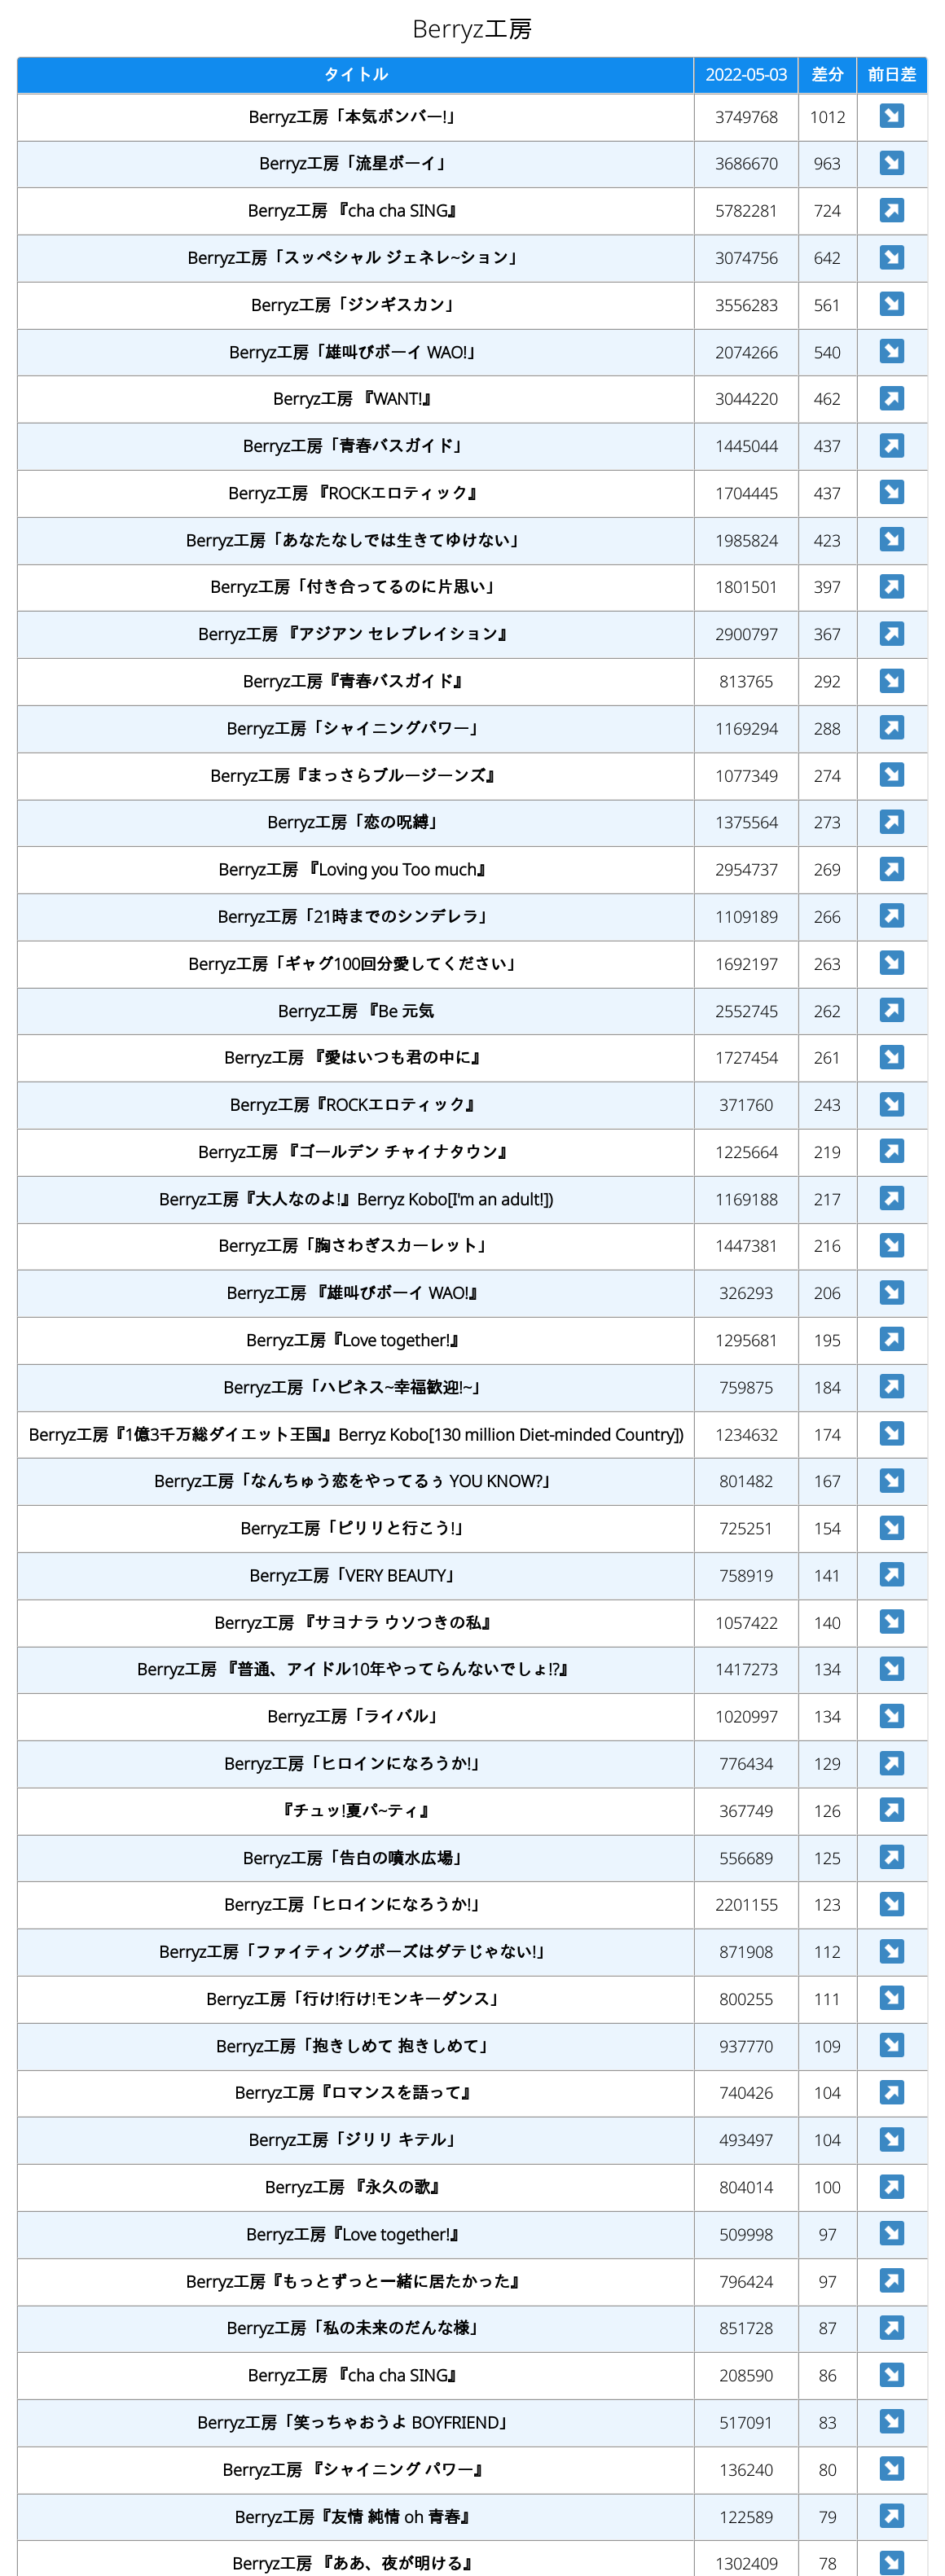 Berryz工房
タイトル 2022-05-03 差分 前日差
Berryz工房「本気ボンバー!」 3749768 1012 ↘
Berryz工房「流星ボーイ」 3686670 963 ↘
Berryz工房 『cha cha SING』 5782281 724 ↗
Berryz工房「スッペシャル ジェネレ~ション」 3074756 642 ↘
Berryz工房「ジンギスカン」 3556283 561 ↘
Berryz工房「雄叫びボーイ WAO!」 2074266 540 ↘
Berryz工房 『WANT!』 3044220 462 ↗
Berryz工房「青春バスガイド」 1445044 437 ↗
Berryz工房 『ROCKエロティック』 1704445 437 ↘
Berryz工房「あなたなしでは生きてゆけない」 1985824 423 ↘
Berryz工房「付き合ってるのに片思い」 1801501 397 ↗
Berryz工房 『アジアン セレブレイション』 2900797 367 ↗
Berryz工房『青春バスガイド』 813765 292 ↘
Berryz工房「シャイニングパワー」 1169294 288 ↗
Berryz工房『まっさらブルージーンズ』 1077349 274 ↘
Berryz工房「恋の呪縛」 1375564 273 ↗
Berryz工房 『Loving you Too much』 2954737 269 ↗
Berryz工房「21時までのシンデレラ」 1109189 266 ↗
Berryz工房「ギャグ100回分愛してください」 1692197 263 ↘
Berryz工房 『Be 元気 2552745 262 ↗
Berryz工房 『愛はいつも君の中に』 1727454 261 ↘
Berryz工房『ROCKエロティック』 371760 243 ↘
Berryz工房 『ゴールデン チャイナタウン』 1225664 219 ↗
Berryz工房『大人なのよ!』Berryz Kobo[I'm an adult!]) 1169188 217 ↗
Berryz工房「胸さわぎスカーレット」 1447381 216 ↘
Berryz工房 『雄叫びボーイ WAO!』 326293 206 ↘
Berryz工房『Love together!』 1295681 195 ↗
Berryz工房「ハピネス~幸福歓迎!~」 759875 184 ↗
Berryz工房『1億3千万総ダイエット王国』Berryz Kobo[130 million Diet-minded Country]) 1234632 174 ↘
Berryz工房「なんちゅう恋をやってるぅ YOU KNOW?」 801482 167 ↘
Berryz工房「ピリリと行こう!」 725251 154 ↘
Berryz工房「VERY BEAUTY」 758919 141 ↗
Berryz工房 『サヨナラ ウソつきの私』 1057422 140 ↘
Berryz工房 『普通、アイドル10年やってらんないでしょ!?』 1417273 134 ↘
Berryz工房「ライバル」 1020997 134 ↘
Berryz工房「ヒロインになろうか!」 776434 129 ↗
『チュッ!夏パ~ティ』 367749 126 ↗
Berryz工房「告白の噴水広場」 556689 125 ↗
Berryz工房「ヒロインになろうか!」 2201155 123 ↘
Berryz工房「ファイティングポーズはダテじゃない!」 871908 112 ↘
Berryz工房「行け!行け!モンキーダンス」 800255 111 ↘
Berryz工房「抱きしめて 抱きしめて」 937770 109 ↘
Berryz工房『ロマンスを語って』 740426 104 ↗
Berryz工房「ジリリ キテル」 493497 104 ↘
Berryz工房 『永久の歌』 804014 100 ↗
Berryz工房『Love together!』 509998 97 ↘
Berryz工房『もっとずっと一緒に居たかった』 796424 97 ↗
Berryz工房「私の未来のだんな様」 851728 87 ↗
Berryz工房 『cha cha SING』 208590 86 ↘
Berryz工房「笑っちゃおうよ BOYFRIEND」 517091 83 ↘
Berryz工房 『シャイニング パワー』 136240 80 ↘
Berryz工房『友情 純情 oh 青春』 122589 79 ↗
Berryz工房 『ああ、夜が明ける』 1302409 78 ↘